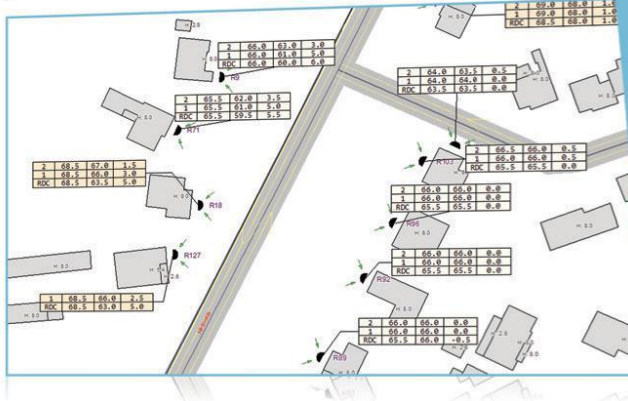 2 69.0 68.0
1 69.0 68.0
RDC 68.5 68.0
2 66.0 63.0 3.0
1 66.0 61.0 5.0
RDC 66.0 60.0 6.0
R9
2 64.0 63.5 0.5
1 64.0 64.0 0.0
RDC 63.5 63.5 0.0
2 65.5 62.0 3.5
1 65.5 61.0 5.0
RDC 65.5 59.5 5.5
R71
H: 8.0
R103
2 66.5 66.0 0.5
1 66.0 66.0 0.5
RDC 65.5 65.5 0.0
2 68.5 67.0 1.5
1 68.5 66.0 3.0
RDC 68.5 63.5 5.0
R18
2 66.0 66.0 0.0
1 66.0 66.0 0.0
RDC 65.5 65.5 0.0
R96
R127
2 66.0 66.0 0.0
1 66.0 66.0 0.0
RDC 65.5 65.5 0.0
R92
1 68.5 66.0 2.5
RDC 68.5 63.0 5.0
2 66.0 66.0 0.0
1 66.0 66.0 0.0
RDC 65.5 66.0 -0.5
R89